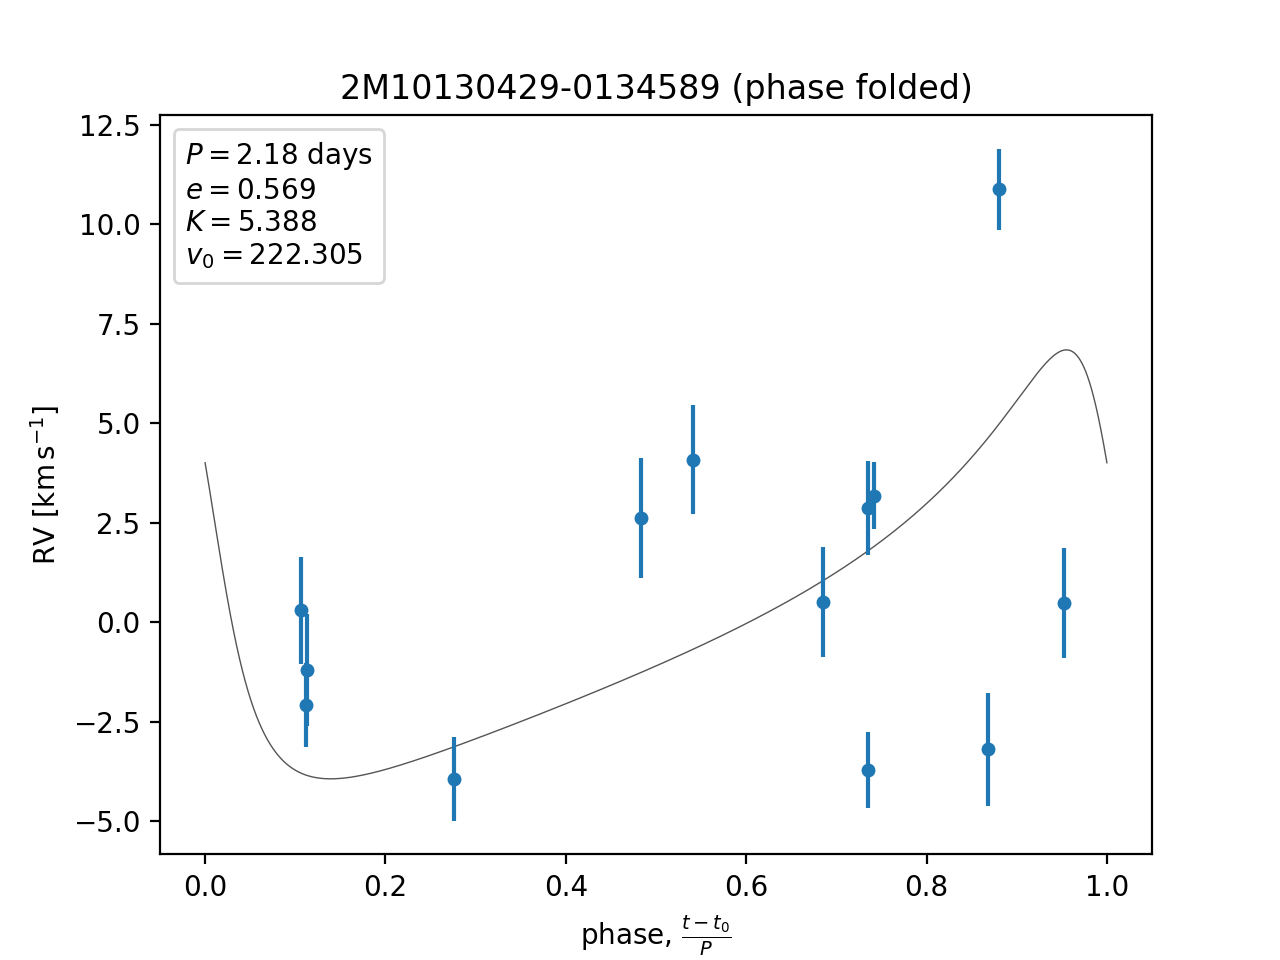 2M10130429-0134589 (phase folded)
P = 2.18 days
e = 0.569
K = 5.388
v₀ = 222.305
12.5
10.0
7.5
5.0
2.5
0.0
−2.5
−5.0
RV [km s⁻¹]
0.0 0.2 0.4 0.6 0.8 1.0
phase, (t − t₀)/P